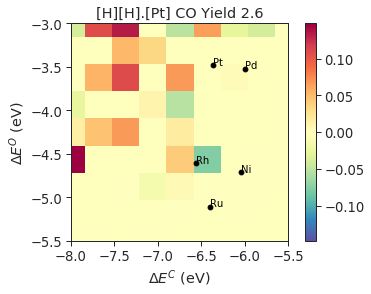 [H][H].[Pt] CO Yield 2.6
−3.0
−3.5
−4.0
−4.5
−5.0
−5.5
ΔE^O (eV)
Pt
Pd
Rh
Ni
Ru
−8.0 −7.5 −7.0 −6.5 −6.0 −5.5
ΔE^C (eV)
0.10
0.05
0.00
−0.05
−0.10